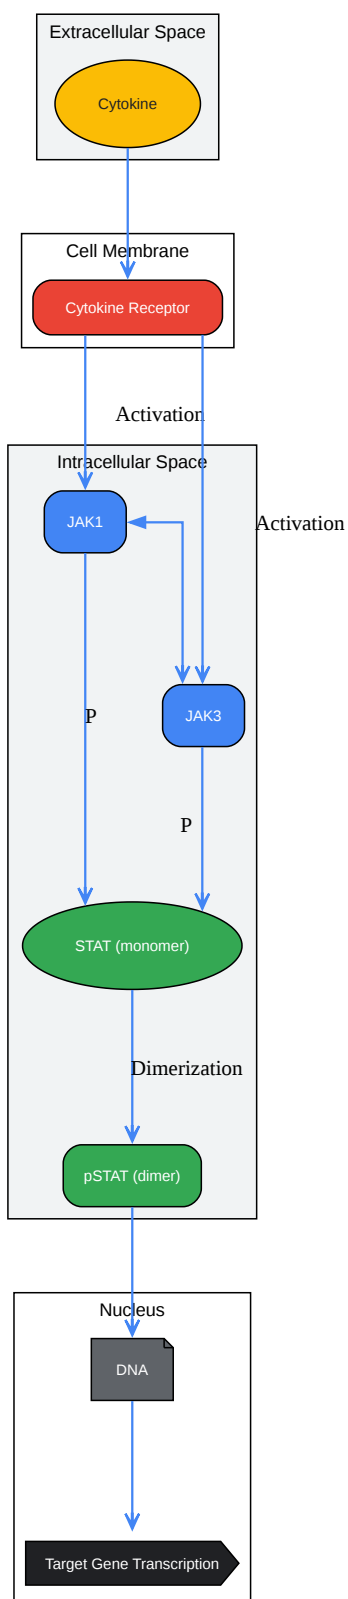 Extracellular Space
Cytokine
Cell Membrane
Cytokine Receptor
Activation
Intracellular Space
JAK1
Activation
P
JAK3
P
STAT (monomer)
Dimerization
pSTAT (dimer)
Nucleus
DNA
Target Gene Transcription